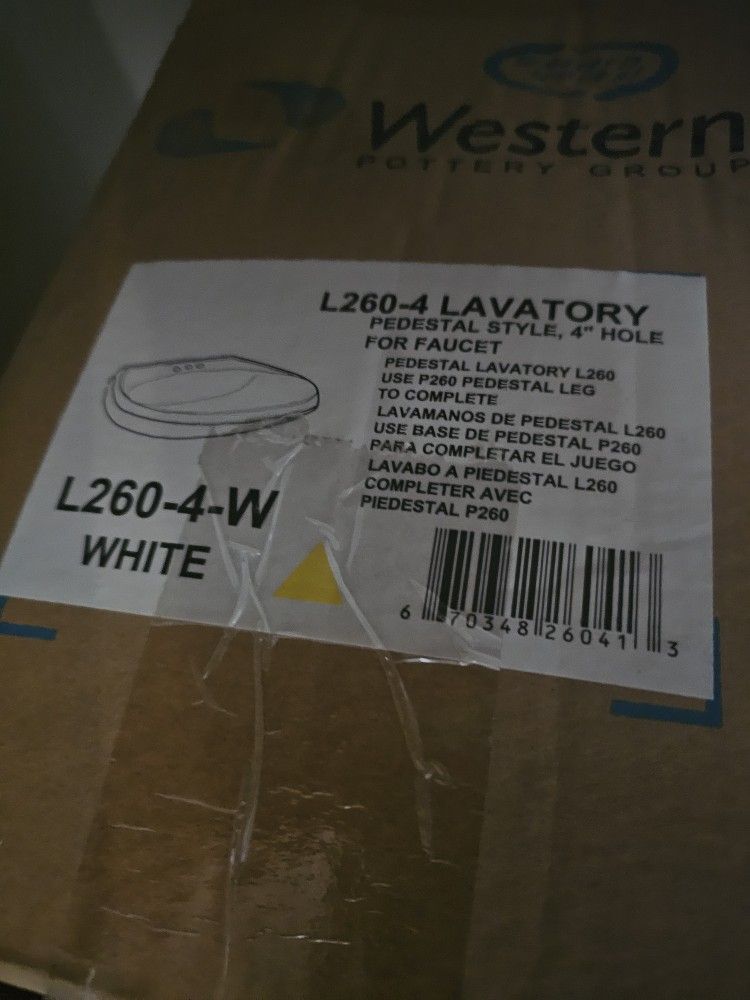 Western
POTTERY GROUP
L260-4 LAVATORY
PEDESTAL STYLE, 4" HOLE
FOR FAUCET
PEDESTAL LAVATORY L260
USE P260 PEDESTAL LEG
TO COMPLETE
LAVAMANOS DE PEDESTAL L260
USE BASE DE PEDESTAL P260
PARA COMPLETAR EL JUEGO
LAVABO A PIEDESTAL L260
COMPLETER AVEC
PIEDESTAL P260
L260-4-W
WHITE
6 70348 26041 3